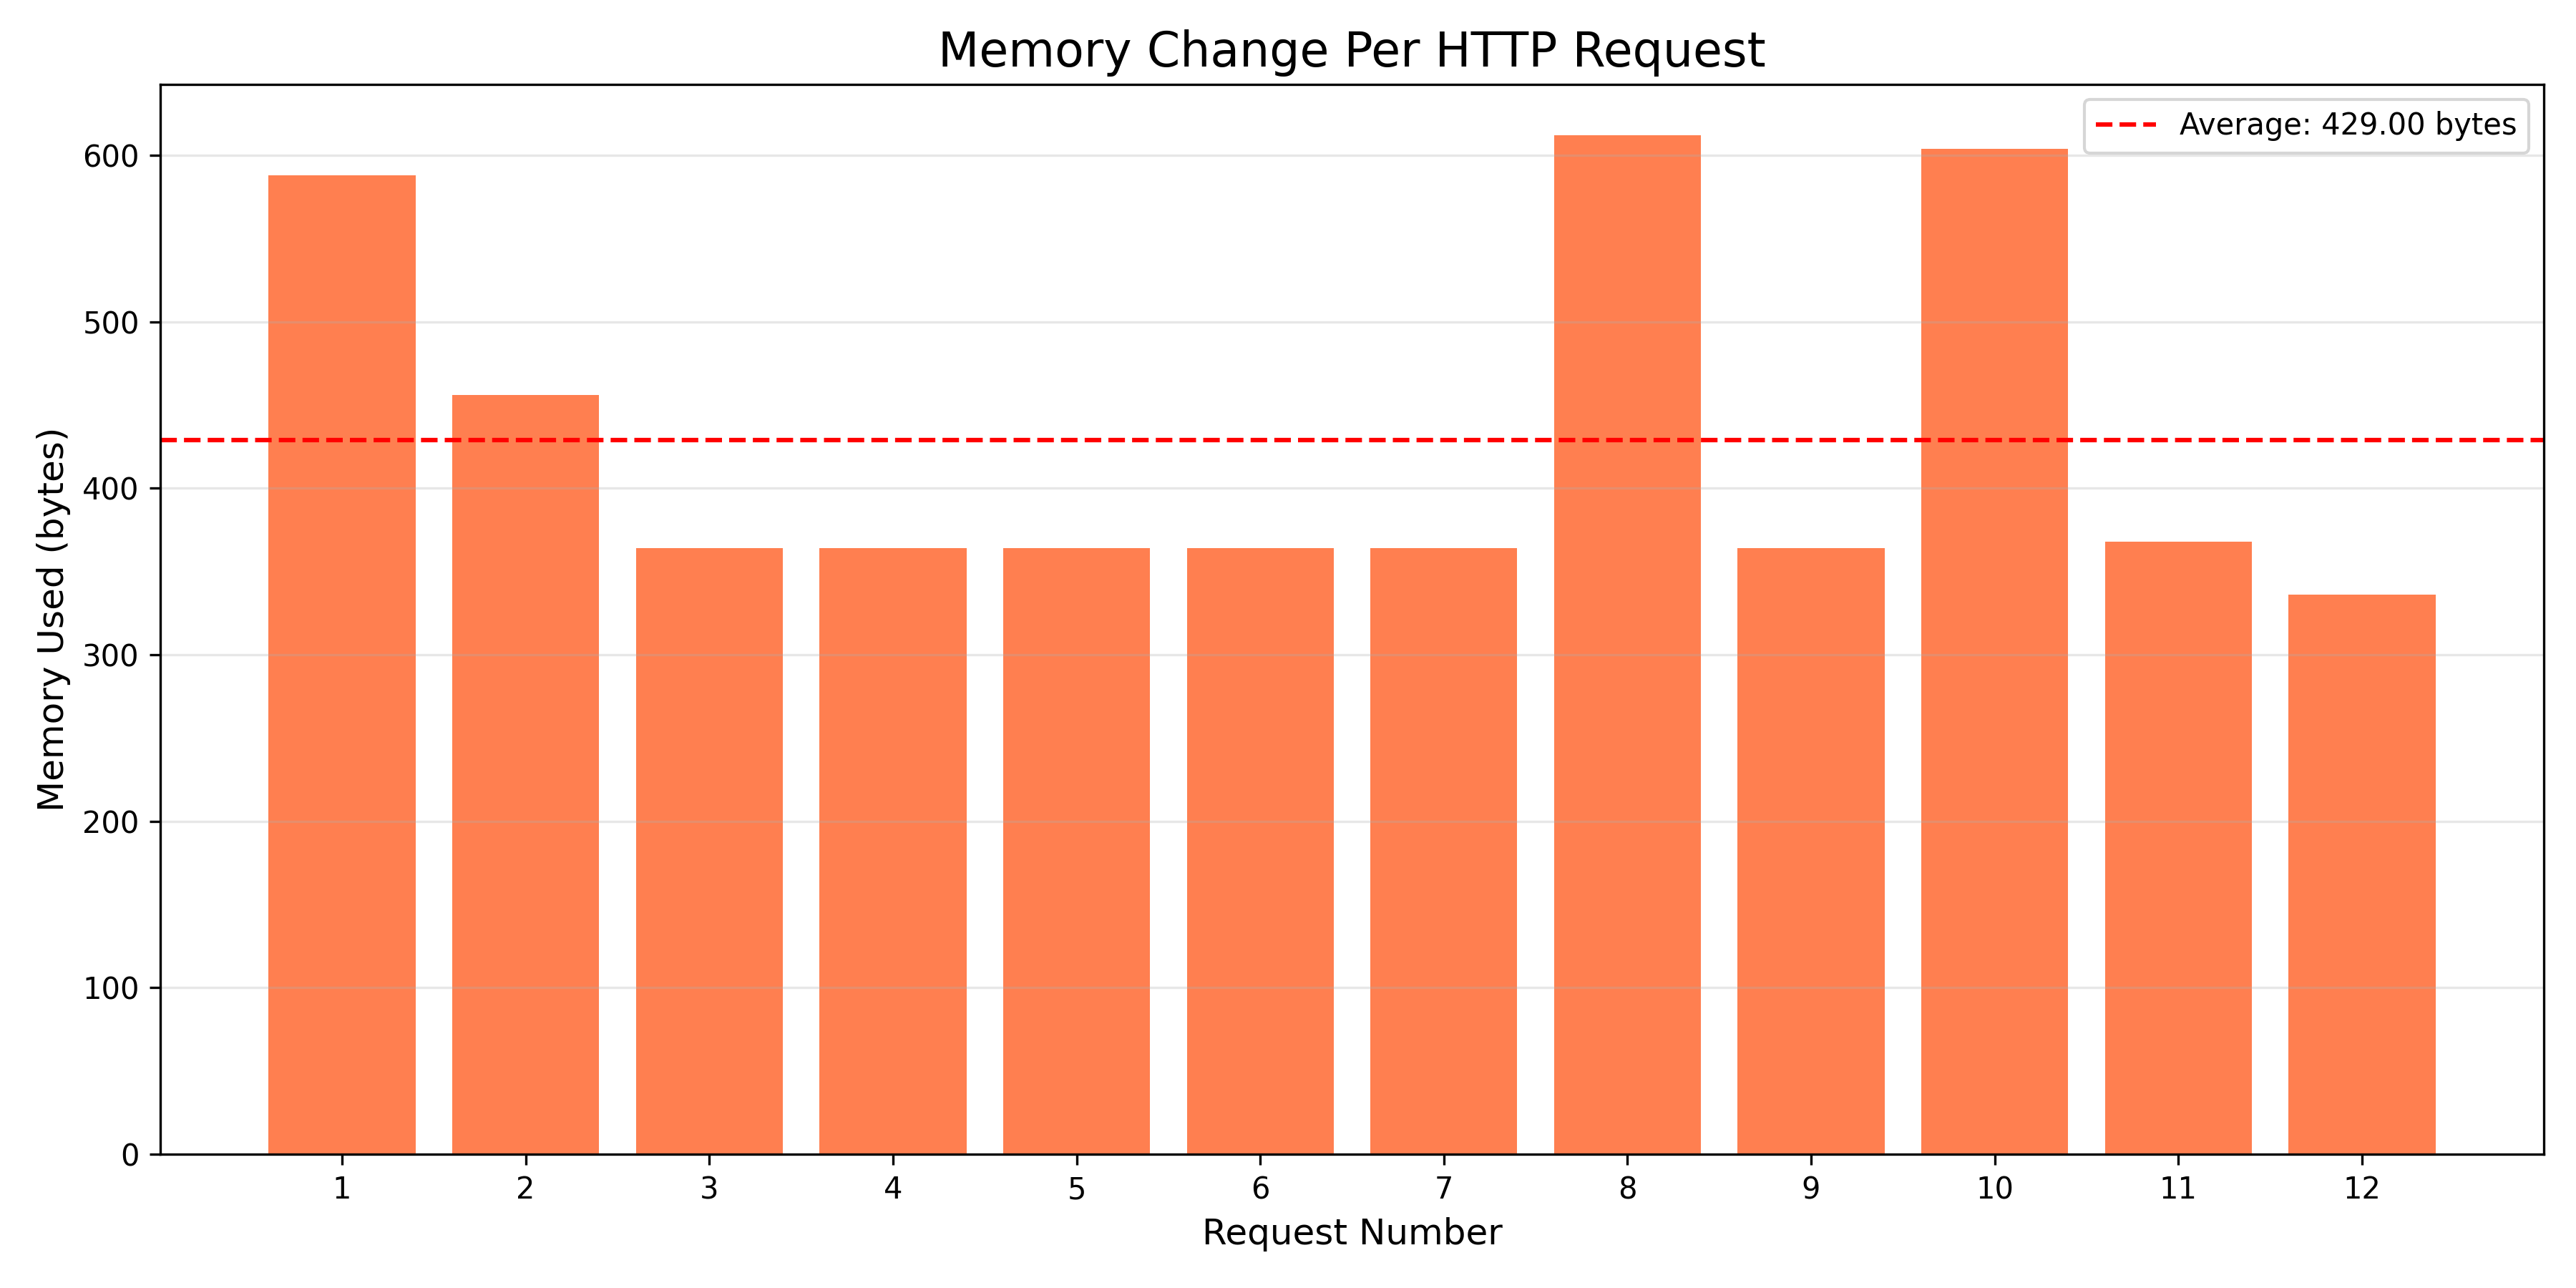 Memory Change Per HTTP Request
Average: 429.00 bytes
Memory Used (bytes)
600
500
400
300
200
100
0
1 2 3 4 5 6 7 8 9 10 11 12
Request Number